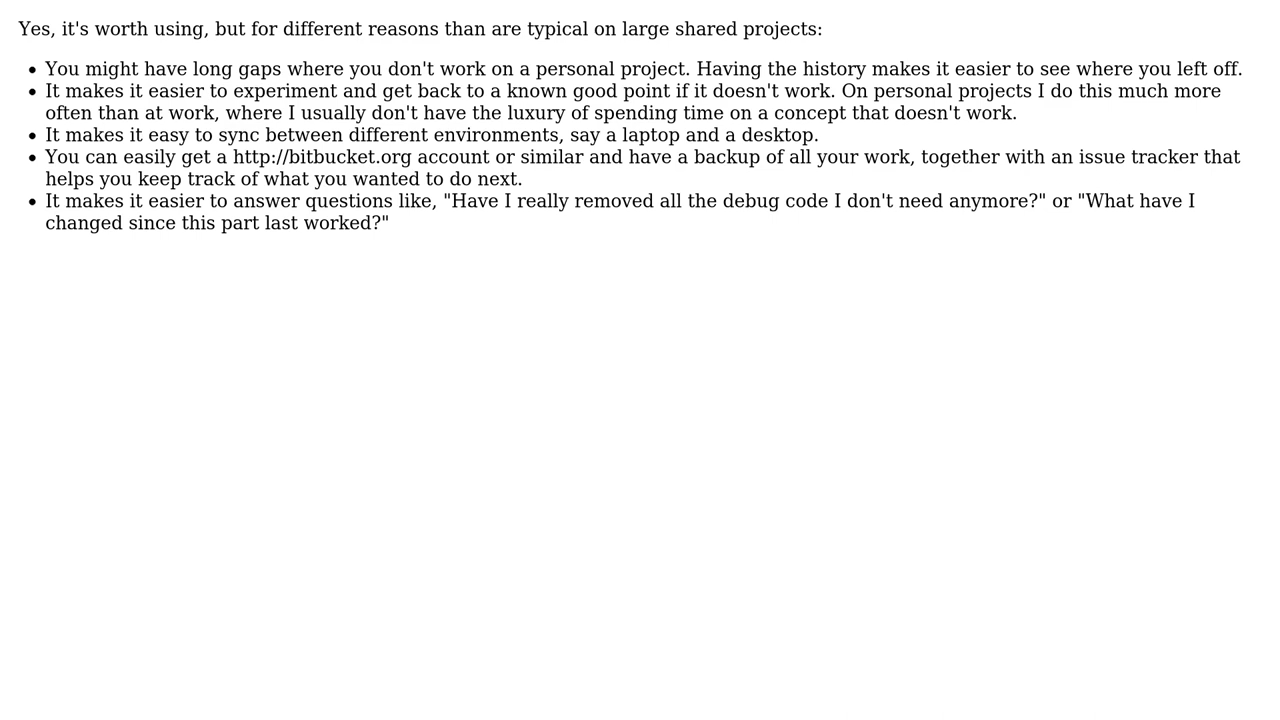 Yes, it's worth using, but for different reasons than are typical on large shared projects:
• You might have long gaps where you don't work on a personal project. Having the history makes it easier to see where you left off.
• It makes it easier to experiment and get back to a known good point if it doesn't work. On personal projects I do this much more
often than at work, where I usually don't have the luxury of spending time on a concept that doesn't work.
• It makes it easy to sync between different environments, say a laptop and a desktop.
• You can easily get a http://bitbucket.org account or similar and have a backup of all your work, together with an issue tracker that
helps you keep track of what you wanted to do next.
• It makes it easier to answer questions like, "Have I really removed all the debug code I don't need anymore?" or "What have I
changed since this part last worked?"